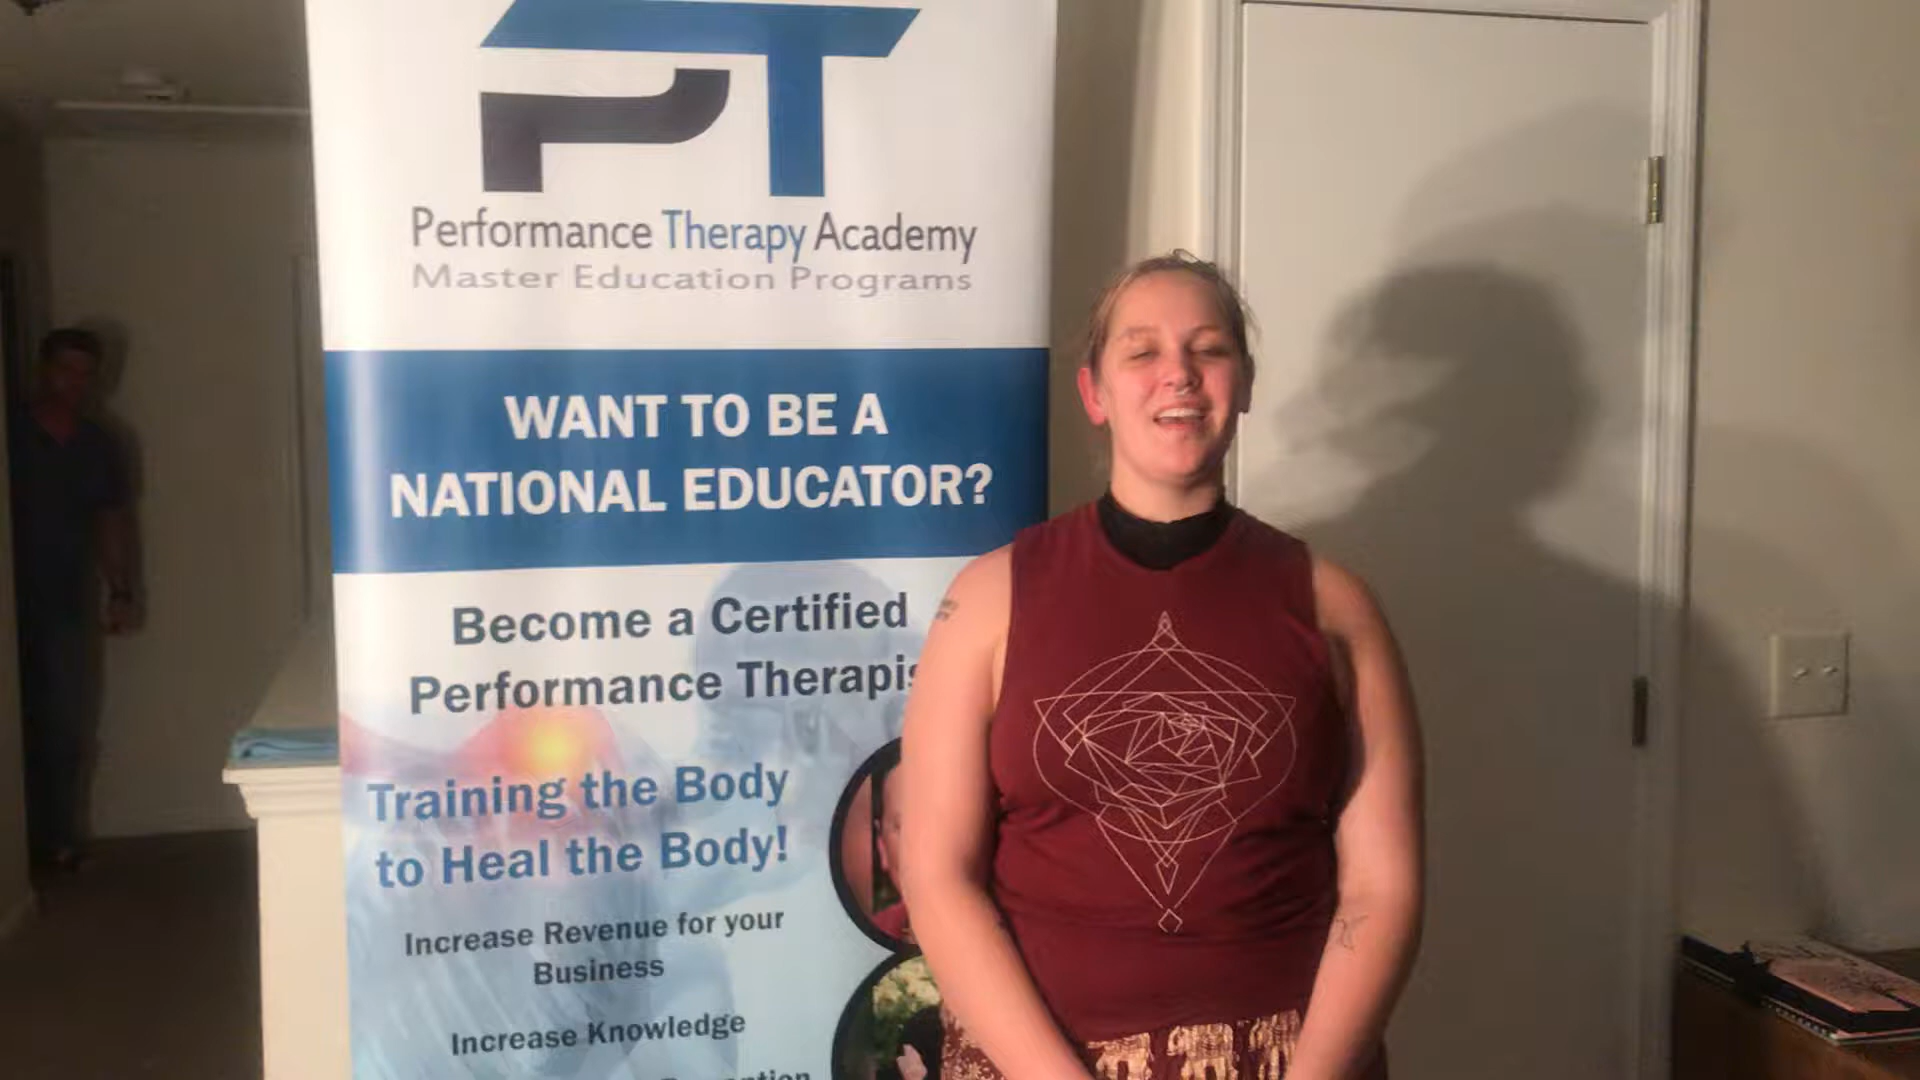 PT
Performance Therapy Academy
Master Education Programs
WANT TO BE A
NATIONAL EDUCATOR?
Become a Certified
Performance Therapis
Training the Body
to Heal the Body!
Increase Revenue for your
Business
Increase Knowledge